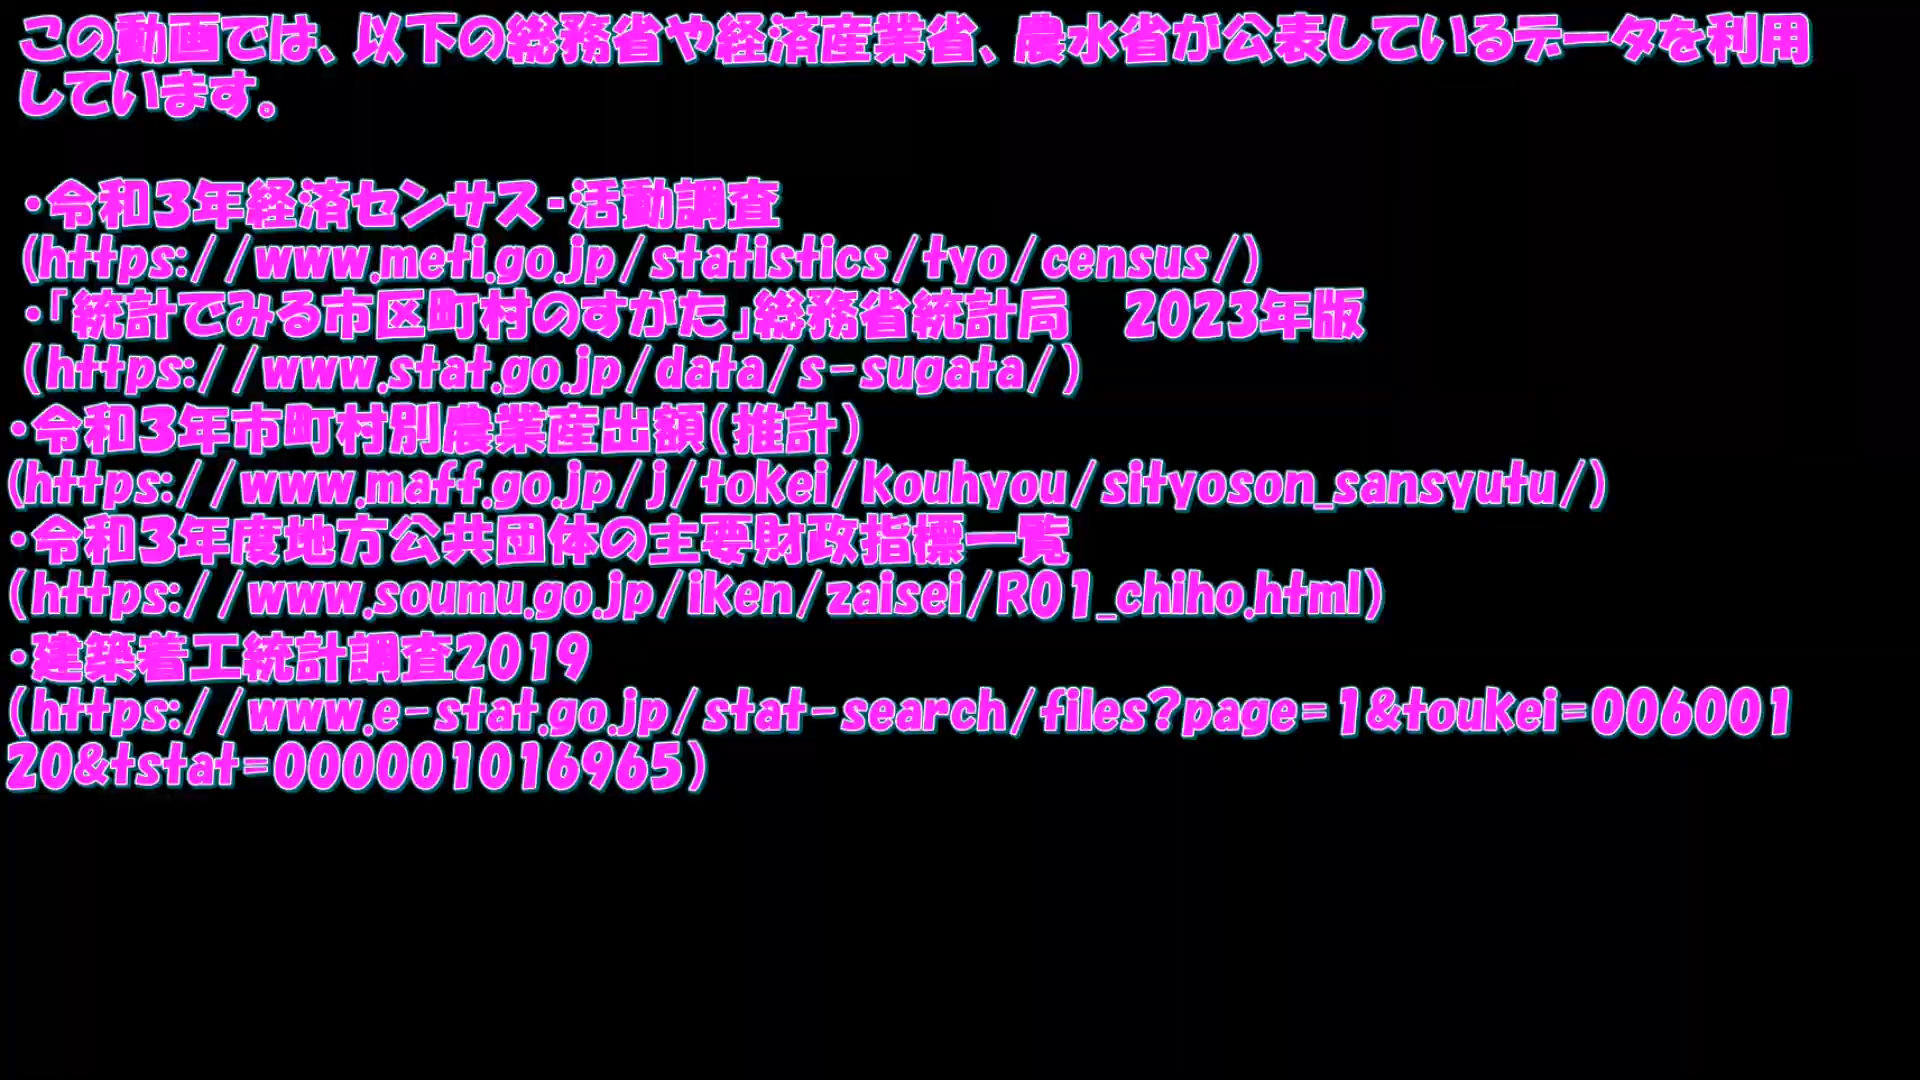 この動画では、以下の総務省や経済産業省、農水省が公表しているデータを利用
しています。
・令和3年経済センサス‐活動調査
(https://www.meti.go.jp/statistics/tyo/census/)
・「統計でみる市区町村のすがた」総務省統計局　2023年版
（https://www.stat.go.jp/data/s-sugata/）
・令和3年市町村別農業産出額（推計）
(https://www.maff.go.jp/j/tokei/kouhyou/sityoson_sansyutu/)
・令和3年度地方公共団体の主要財政指標一覧
（https://www.soumu.go.jp/iken/zaisei/R01_chiho.html）
・建築着工統計調査2019
（https://www.e-stat.go.jp/stat-search/files?page=1&toukei=006001
20&tstat=000001016965）